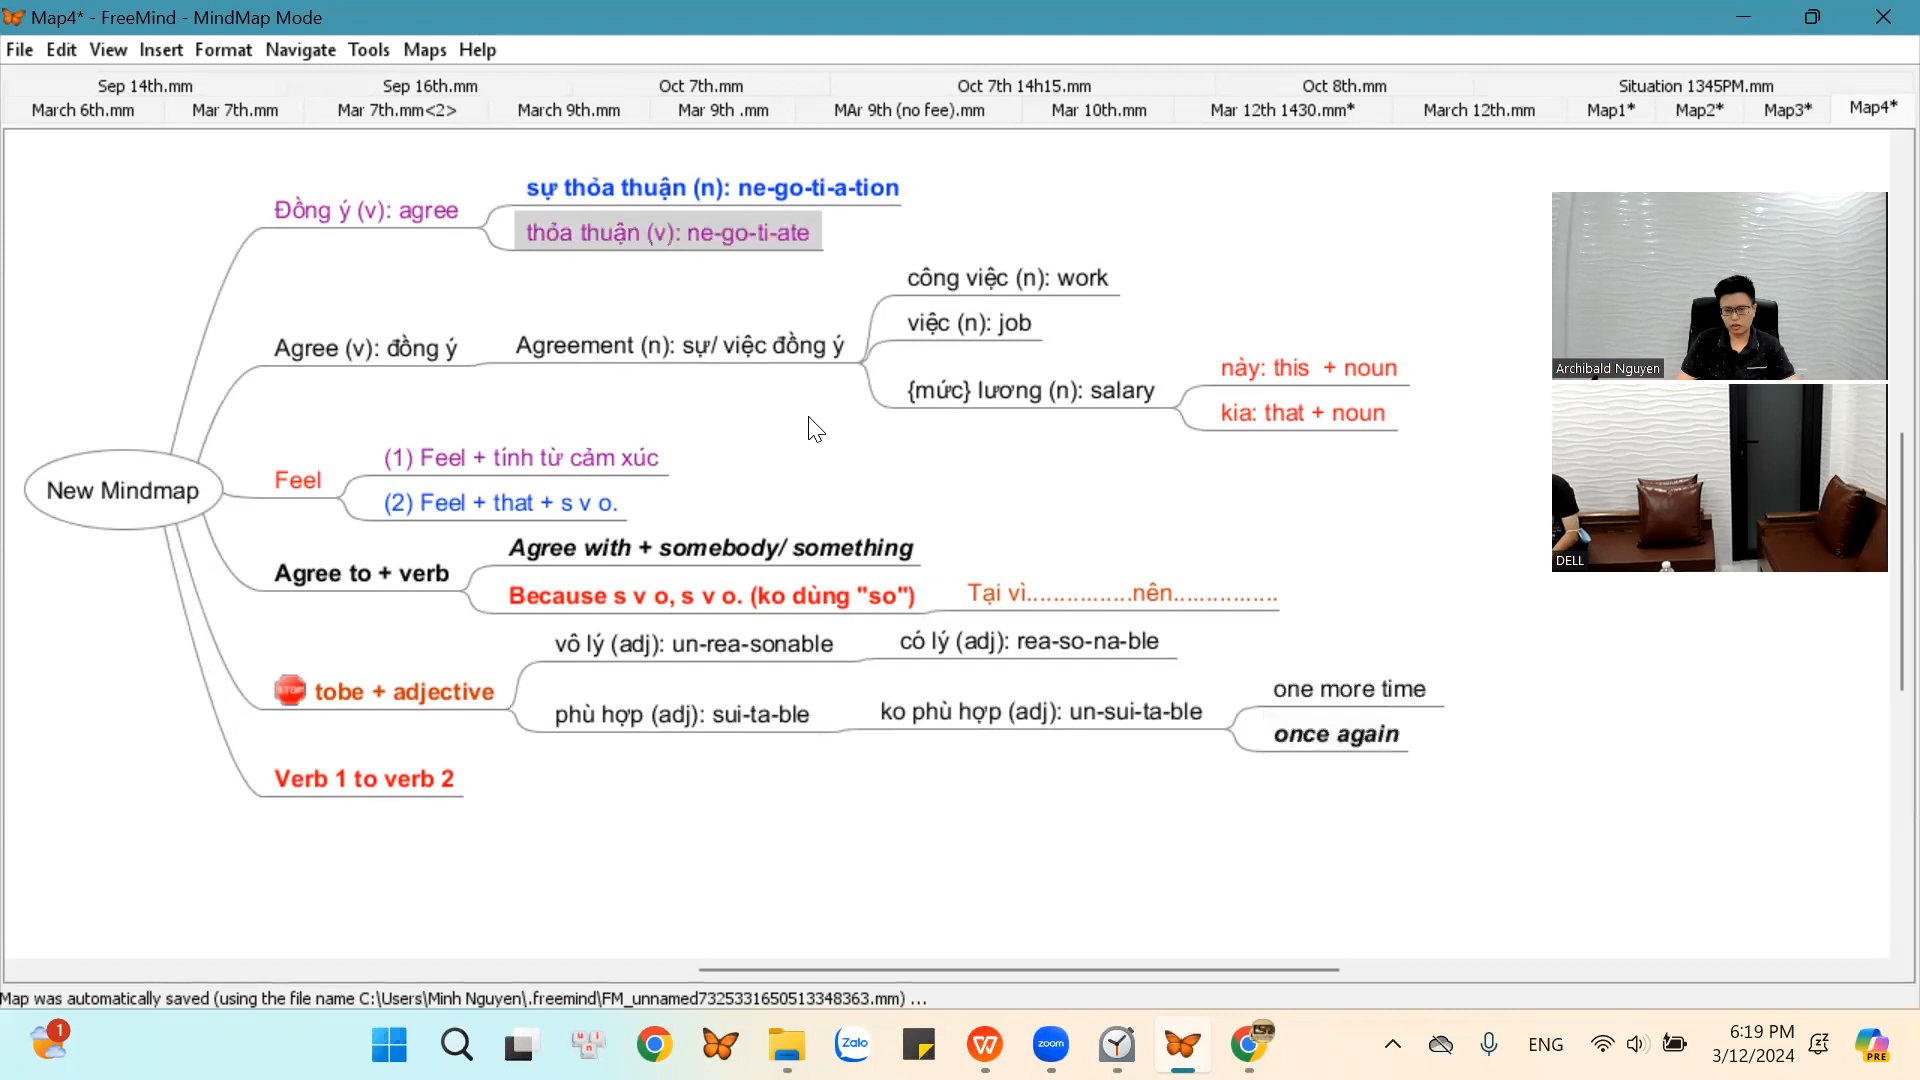 Map4* - FreeMind - MindMap Mode
File Edit View Insert Format Navigate Tools Maps Help
Sep 14th.mm Sep 16th.mm Oct 7th.mm Oct 7th 14h15.mm Oct 8th.mm Situation 1345PM.mm
March 6th.mm Mar 7th.mm Mar 7th.mm<2> March 9th.mm Mar 9th .mm MAr 9th (no fee).mm Mar 10th.mm Mar 12th 1430.mm* March 12th.mm Map1* Map2* Map3* Map4*
sự thỏa thuận (n): ne-go-ti-a-tion
Đồng ý (v): agree
thỏa thuận (v): ne-go-ti-ate
công việc (n): work
việc (n): job
Agree (v): đồng ý
Agreement (n): sự/ việc đồng ý
{mức} lương (n): salary
này: this + noun
kia: that + noun
Archibald Nguyen
(1) Feel + tính từ cảm xúc
Feel
(2) Feel + that + s v o.
New Mindmap
Agree with + somebody/ something
Agree to + verb
Because s v o, s v o. (ko dùng "so")
Tại vì...............nên...............
DELL
vô lý (adj): un-rea-sonable
có lý (adj): rea-so-na-ble
STOP
tobe + adjective
phù hợp (adj): sui-ta-ble
ko phù hợp (adj): un-sui-ta-ble
one more time
once again
Verb 1 to verb 2
Map was automatically saved (using the file name C:\Users\Minh Nguyen\.freemind\FM_unnamed7325331650513348363.mm) ...
1
Zalo
zoom
ENG
6:19 PM
3/12/2024
PRE